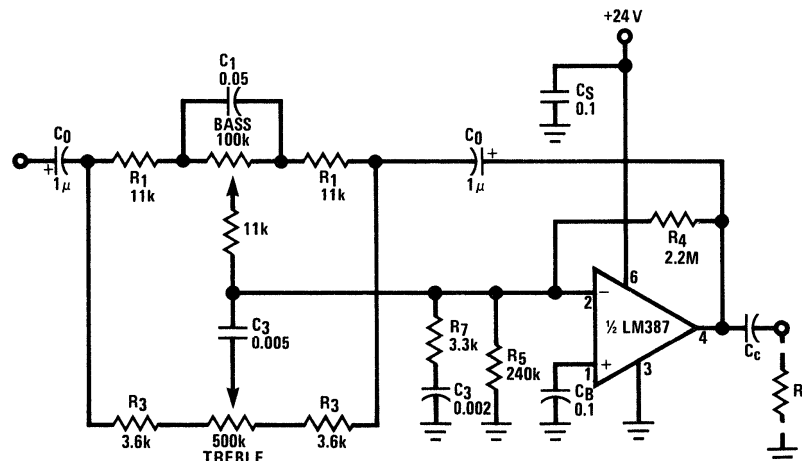 +24V
C1
0.05
BASS
100k
C0
1μ
+
R1
11k
R1
11k
C0
1μ
+
CS
0.1
11k
R4
2.2M
C3
0.005
R7
3.3k
R5
240k
C3
0.002
CB
0.1
2
−
6
½ LM387
4
1
+
3
CC
R
R3
3.6k
500k
TREBLE
R3
3.6k